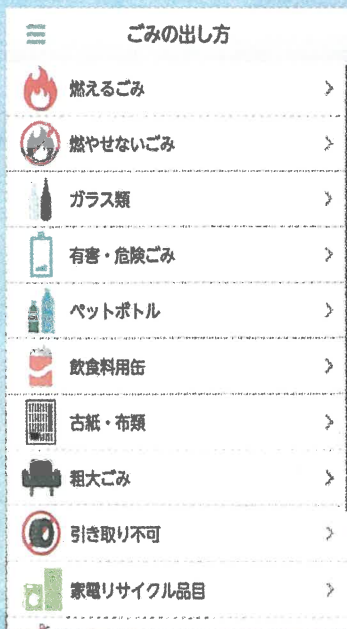 ごみの出し方
燃えるごみ
燃やせないごみ
ガラス類
有害・危険ごみ
ペットボトル
飲食料用缶
古紙・布類
粗大ごみ
引き取り不可
家電リサイクル品目